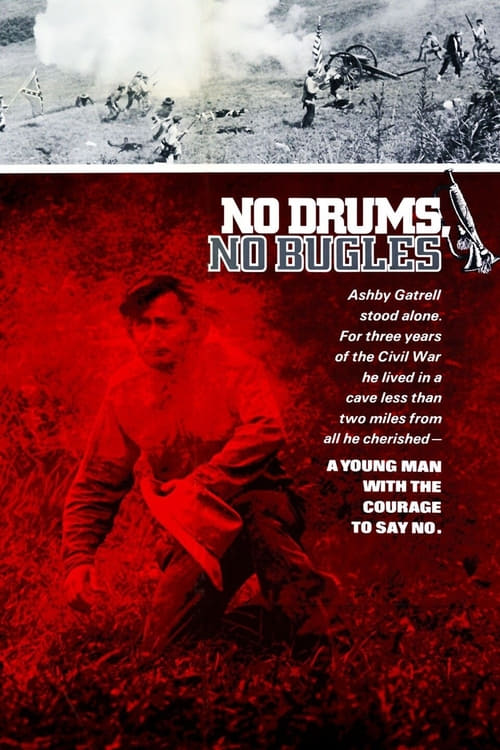 NO DRUMS,
NO BUGLES
Ashby Gatrell
stood alone.
For three years
of the Civil War
he lived in a
cave less than
two miles from
all he cherished—
A YOUNG MAN
WITH THE
COURAGE
TO SAY NO.